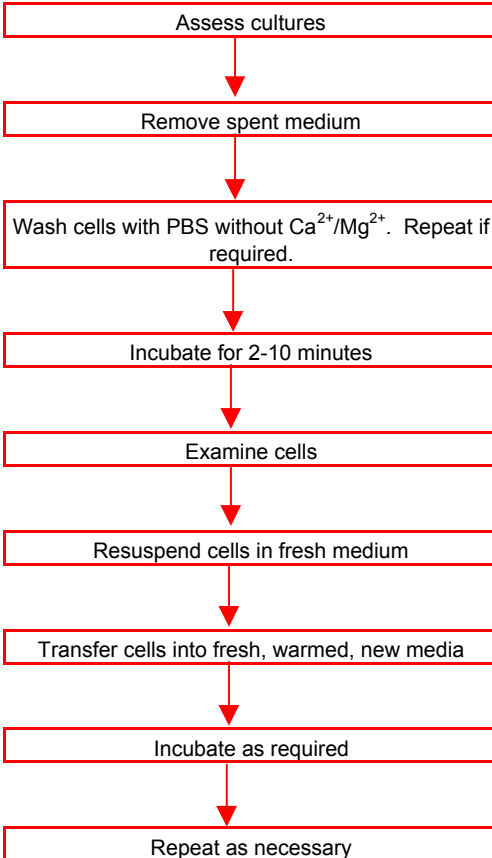 Assess cultures
Remove spent medium
Wash cells with PBS without Ca²⁺/Mg²⁺.  Repeat if
required.
Incubate for 2-10 minutes
Examine cells
Resuspend cells in fresh medium
Transfer cells into fresh, warmed, new media
Incubate as required
Repeat as necessary